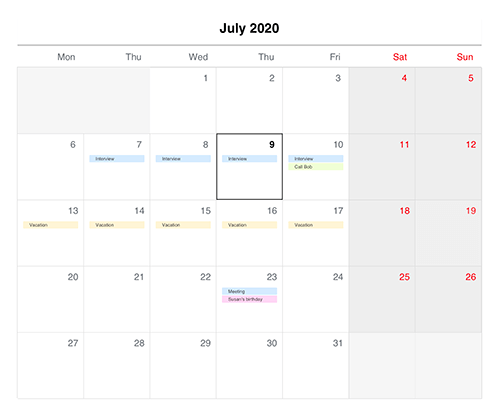 July 2020
Mon Thu Wed Thu Fri Sat Sun
1 2 3 4 5
6 7 8 9 10 11 12
Interview Interview Interview Interview
Call Bob
13 14 15 16 17 18 19
Vacation Vacation Vacation Vacation Vacation
20 21 22 23 24 25 26
Meeting
Susan's birthday
27 28 29 30 31